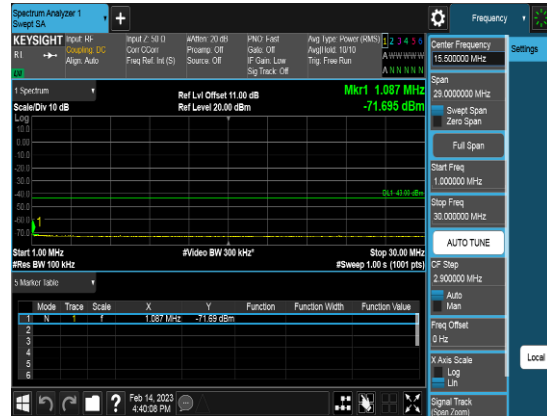 Spectrum Analyzer 1
Swept SA
+
Frequency
KEYSIGHT
R1
LXI
Input: RF
Coupling: DC
Align: Auto
Input Z: 50 Ω
Corr CCorr
Freq Ref: Int (S)
#Atten: 20 dB
Preamp: Off
Source: Off
PNO: Fast
Gate: Off
IF Gain: Low
Sig Track: Off
Avg Type: Power (RMS)
Avg|Hold: 10/10
Trig: Free Run
1 2 3 4 5 6
A W W W W W
A N N N N N
1 Spectrum
Scale/Div 10 dB
Ref Lvl Offset 11.00 dB
Ref Level 20.00 dBm
Mkr1 1.087 MHz
-71.695 dBm
Log
10.0
0.00
-10.0
-20.0
-30.0
-40.0
-50.0
-60.0
-70.0
DL1 -43.00 dBm
1
Start 1.00 MHz
#Res BW 100 kHz
#Video BW 300 kHz*
Stop 30.00 MHz
#Sweep 1.00 s (1001 pts)
5 Marker Table
Mode Trace Scale X Y Function Function Width Function Value
1 N 1 f 1.087 MHz -71.69 dBm
2
3
4
5
6
Feb 14, 2023
4:40:08 PM
Center Frequency
15.500000 MHz
Settings
Span
29.0000000 MHz
Swept Span
Zero Span
Full Span
Start Freq
1.000000 MHz
Stop Freq
30.000000 MHz
AUTO TUNE
CF Step
2.900000 MHz
Auto
Man
Freq Offset
0 Hz
X Axis Scale
Log
Lin
Local
Signal Track
(Span Zoom)